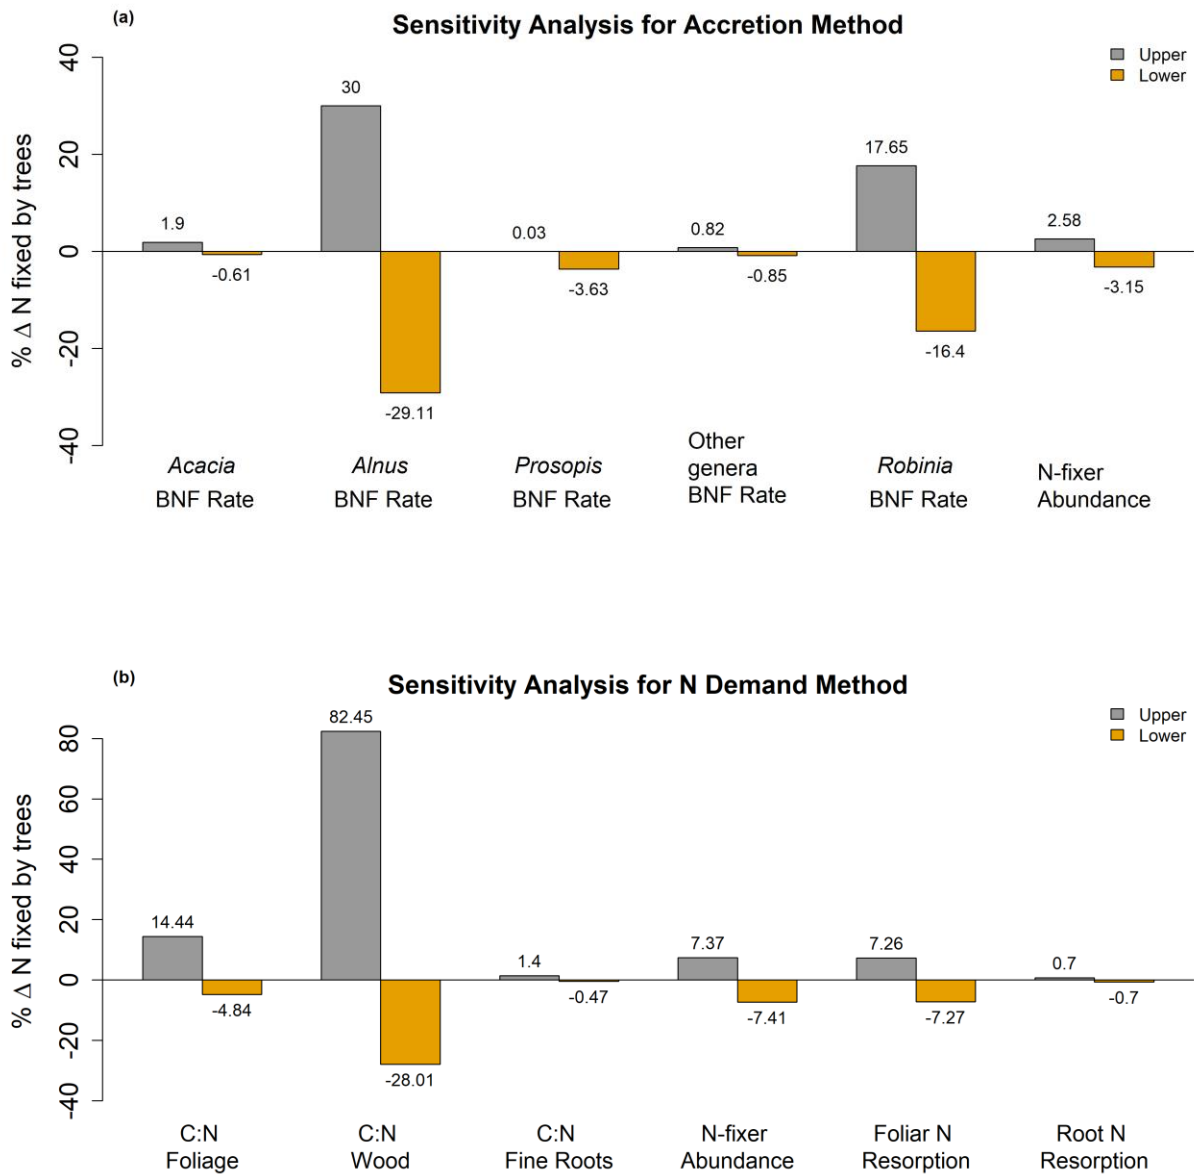 (a)
Sensitivity Analysis for Accretion Method
Upper
Lower
% Δ N fixed by trees
40
20
0
-20
-40
1.9
-0.61
30
-29.11
0.03
-3.63
0.82
-0.85
17.65
-16.4
2.58
-3.15
Acacia
BNF Rate
Alnus
BNF Rate
Prosopis
BNF Rate
Other
genera
BNF Rate
Robinia
BNF Rate
N-fixer
Abundance
(b)
Sensitivity Analysis for N Demand Method
Upper
Lower
% Δ N fixed by trees
80
60
40
20
0
-20
-40
14.44
-4.84
82.45
-28.01
1.4
-0.47
7.37
-7.41
7.26
-7.27
0.7
-0.7
C:N
Foliage
C:N
Wood
C:N
Fine Roots
N-fixer
Abundance
Foliar N
Resorption
Root N
Resorption